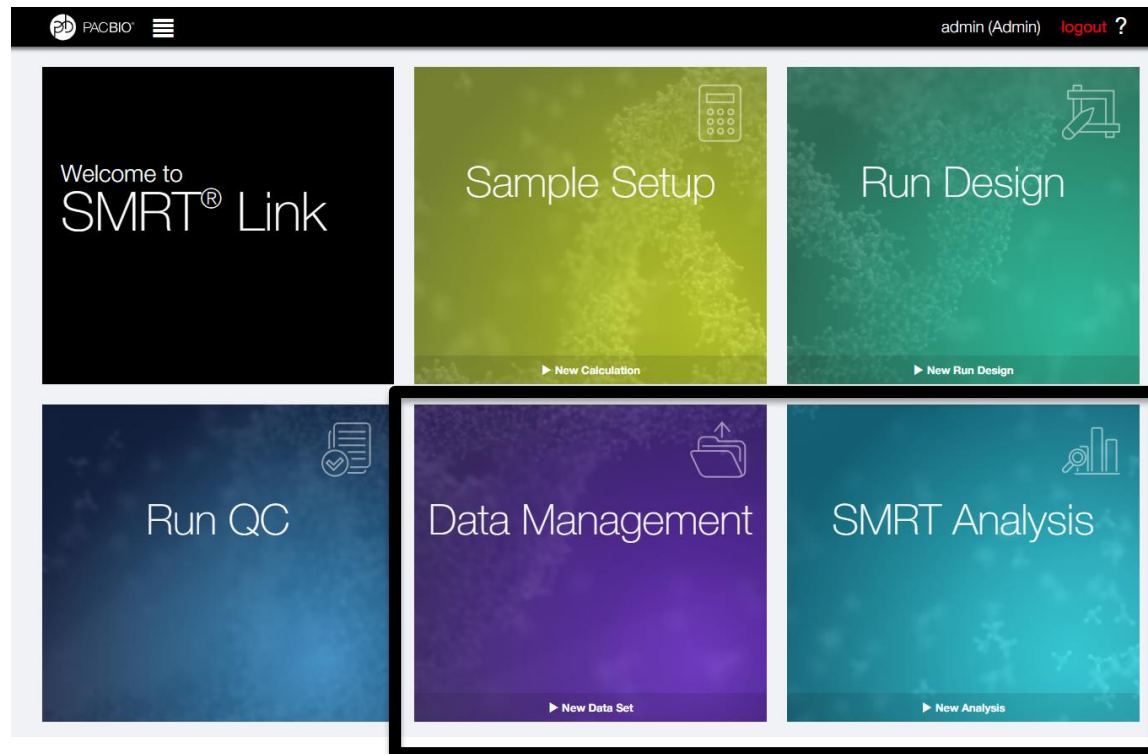 PACBIO®
admin (Admin) logout ?
Welcome to
SMRT® Link
Sample Setup
▶ New Calculation
Run Design
▶ New Run Design
Run QC
Data Management
▶ New Data Set
SMRT Analysis
▶ New Analysis